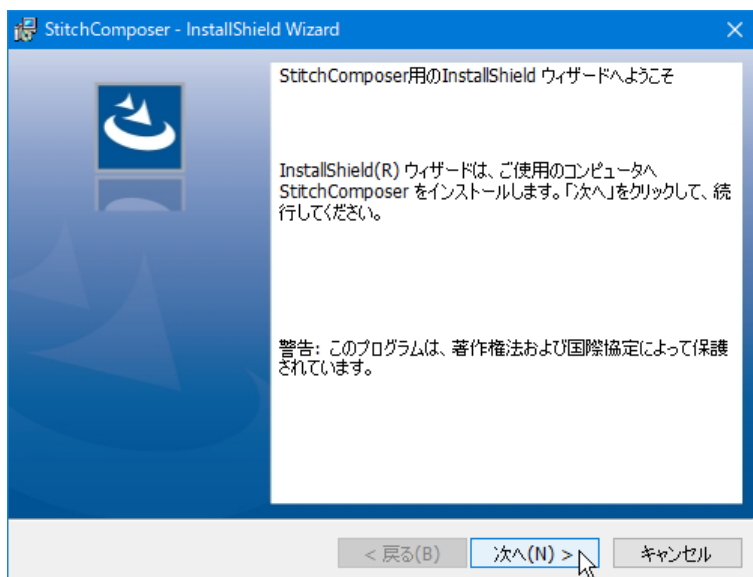 StitchComposer - InstallShield Wizard
StitchComposer用のInstallShield ウィザードへようこそ
InstallShield(R) ウィザードは、ご使用のコンピュータへ
StitchComposer をインストールします。「次へ」をクリックして、続
行してください。
警告: このプログラムは、著作権法および国際協定によって保護
されています。
< 戻る(B)
次へ(N) >
キャンセル